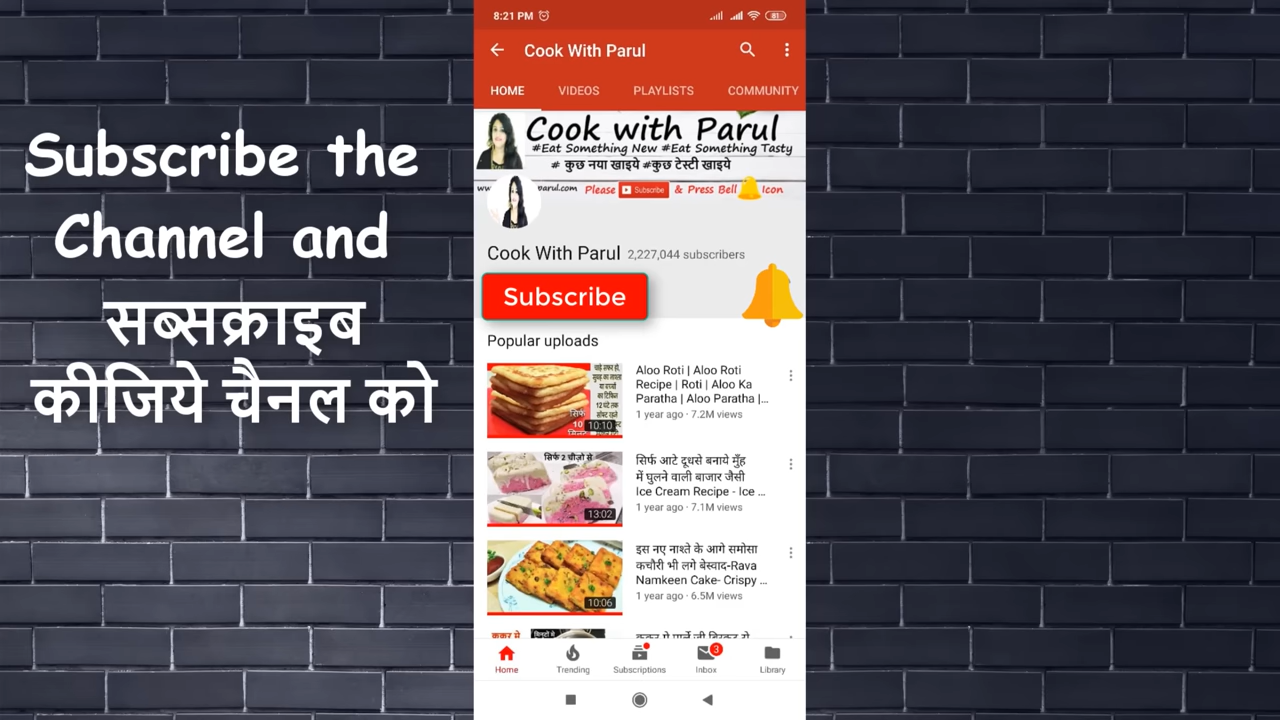 Subscribe the
Channel and
सब्सक्राइब
कीजिये चैनल को
8:21 PM
81
Cook With Parul
HOME VIDEOS PLAYLISTS COMMUNITY
Cook with Parul
#Eat Something New #Eat Something Tasty
# कुछ नया खाइये #कुछ टेस्टी खाइये
Please Subscribe & Press Bell Icon
Cook With Parul 2,227,044 subscribers
Subscribe
Popular uploads
सिर्फ
10
10:10
Aloo Roti | Aloo Roti
Recipe | Roti | Aloo Ka
Paratha | Aloo Paratha |...
1 year ago · 7.2M views
सिर्फ 2 चीज़ो से
13:02
सिर्फ आटे दूधसे बनाये मुँह
में घुलने वाली बाजार जैसी
Ice Cream Recipe - Ice ...
1 year ago · 7.1M views
10:06
इस नए नाश्ते के आगे समोसा
कचौरी भी लगे बेस्वाद-Rava
Namkeen Cake- Crispy ...
1 year ago · 6.5M views
3
Home Trending Subscriptions Inbox Library